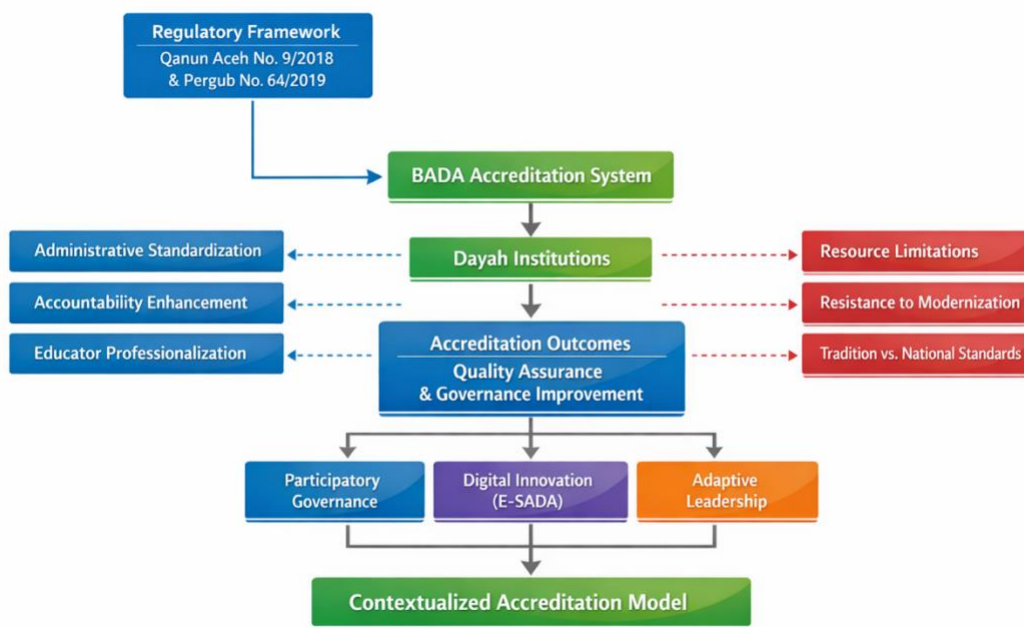 Regulatory Framework
Qanun Aceh No. 9/2018
& Pergub No. 64/2019
BADA Accreditation System
Administrative Standardization
Dayah Institutions
Resource Limitations
Accountability Enhancement
Resistance to Modernization
Educator Professionalization
Accreditation Outcomes
Quality Assurance
& Governance Improvement
Tradition vs. National Standards
Participatory
Governance
Digital Innovation
(E-SADA)
Adaptive
Leadership
Contextualized Accreditation Model